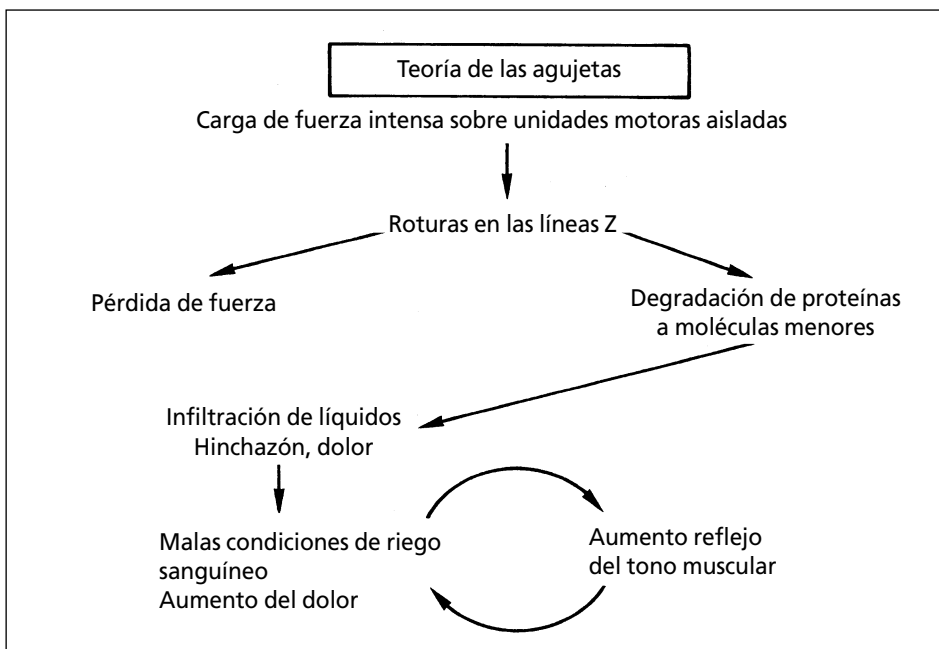 Teoría de las agujetas
Carga de fuerza intensa sobre unidades motoras aisladas
Roturas en las líneas Z
Pérdida de fuerza
Degradación de proteínas
a moléculas menores
Infiltración de líquidos
Hinchazón, dolor
Malas condiciones de riego
sanguíneo
Aumento del dolor
Aumento reflejo
del tono muscular